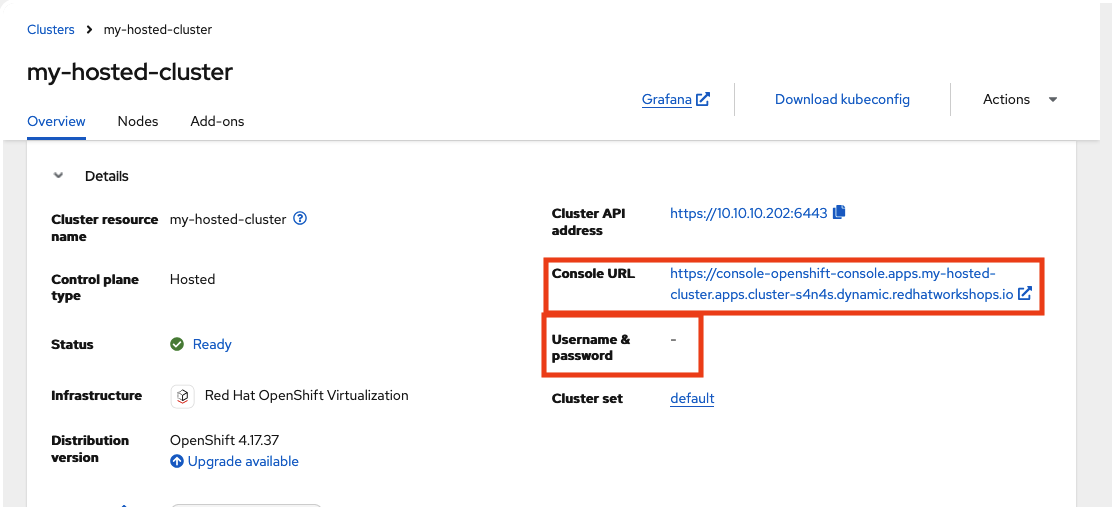 Clusters > my-hosted-cluster
my-hosted-cluster
Grafana
Download kubeconfig
Actions
Overview
Nodes
Add-ons
Details
Cluster resource
name
my-hosted-cluster
Control plane
type
Hosted
Status
Ready
Infrastructure
Red Hat OpenShift Virtualization
Distribution
version
OpenShift 4.17.37
Upgrade available
Cluster API
address
https://10.10.10.202:6443
Console URL
https://console-openshift-console.apps.my-hosted-
cluster.apps.cluster-s4n4s.dynamic.redhatworkshops.io
Username &
password
-
Cluster set
default